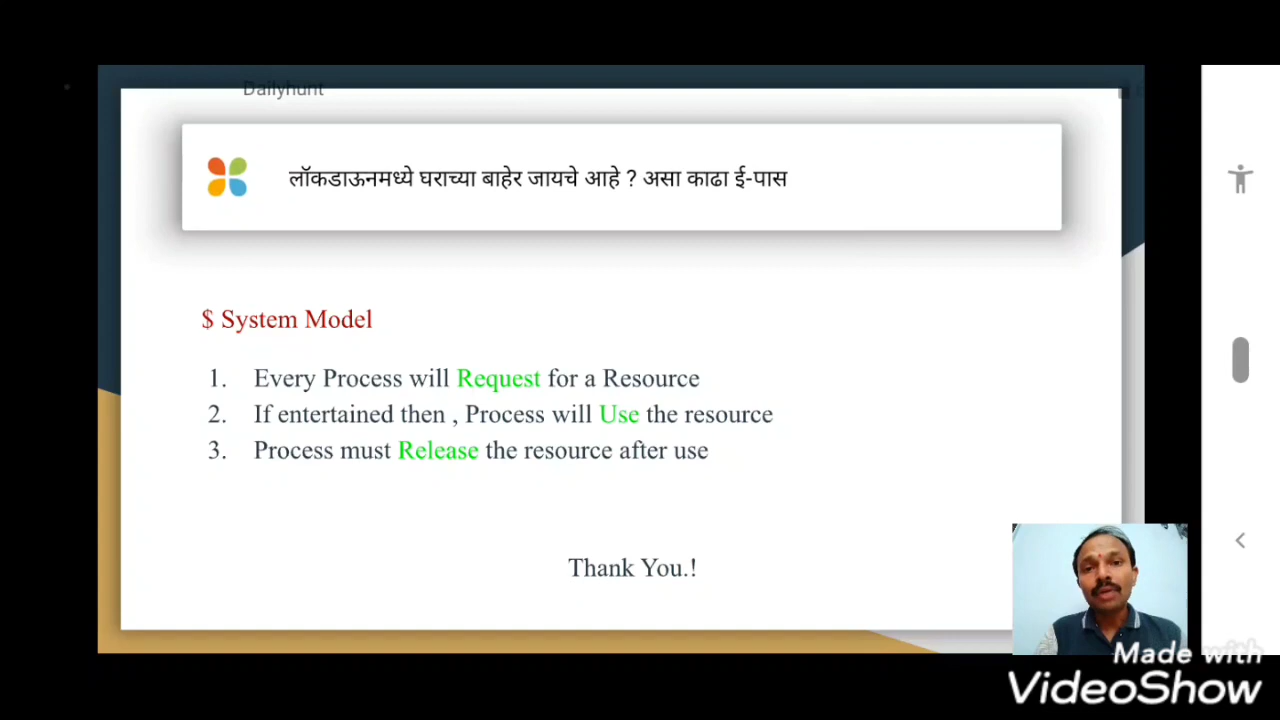 Dailyhunt
लॉकडाऊनमध्ये घराच्या बाहेर जायचे आहे ? असा काढा ई-पास
$ System Model
1. Every Process will Request for a Resource
2. If entertained then , Process will Use the resource
3. Process must Release the resource after use
Thank You.!
Made with
VideoShow